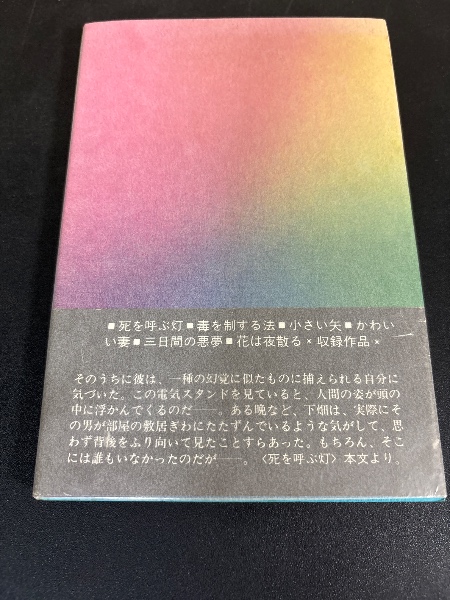 ■死を呼ぶ灯■毒を制する法■小さい矢■かわい
い妻■三日間の悪夢■花は夜散る×収録作品×
そのうちに彼は、一種の幻覚に似たものに捕えられる自分に
気づいた。この電気スタンドを見ていると、人間の姿が頭の
中に浮かんでくるのだ――。ある晩など、下畑は、実際にそ
の男が部屋の敷居ぎわにたたずんでいるような気がして、思
わず背後をふり向いて見たことすらあった。もちろん、そこ
には誰もいなかったのだが――。〈死を呼ぶ灯〉本文より。